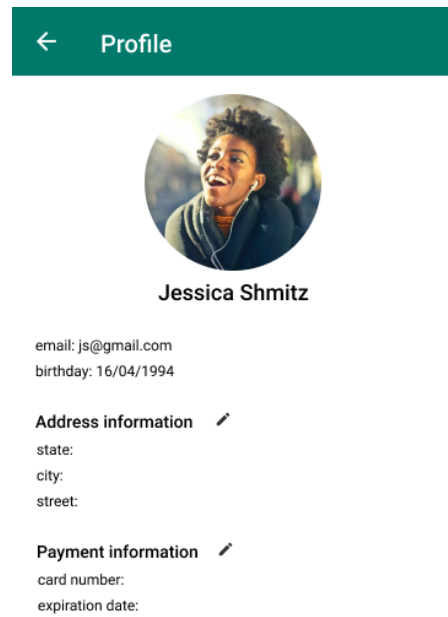 Profile
Jessica Shmitz
email: js@gmail.com
birthday: 16/04/1994
Address information
state:
city:
street:
Payment information
card number:
expiration date: